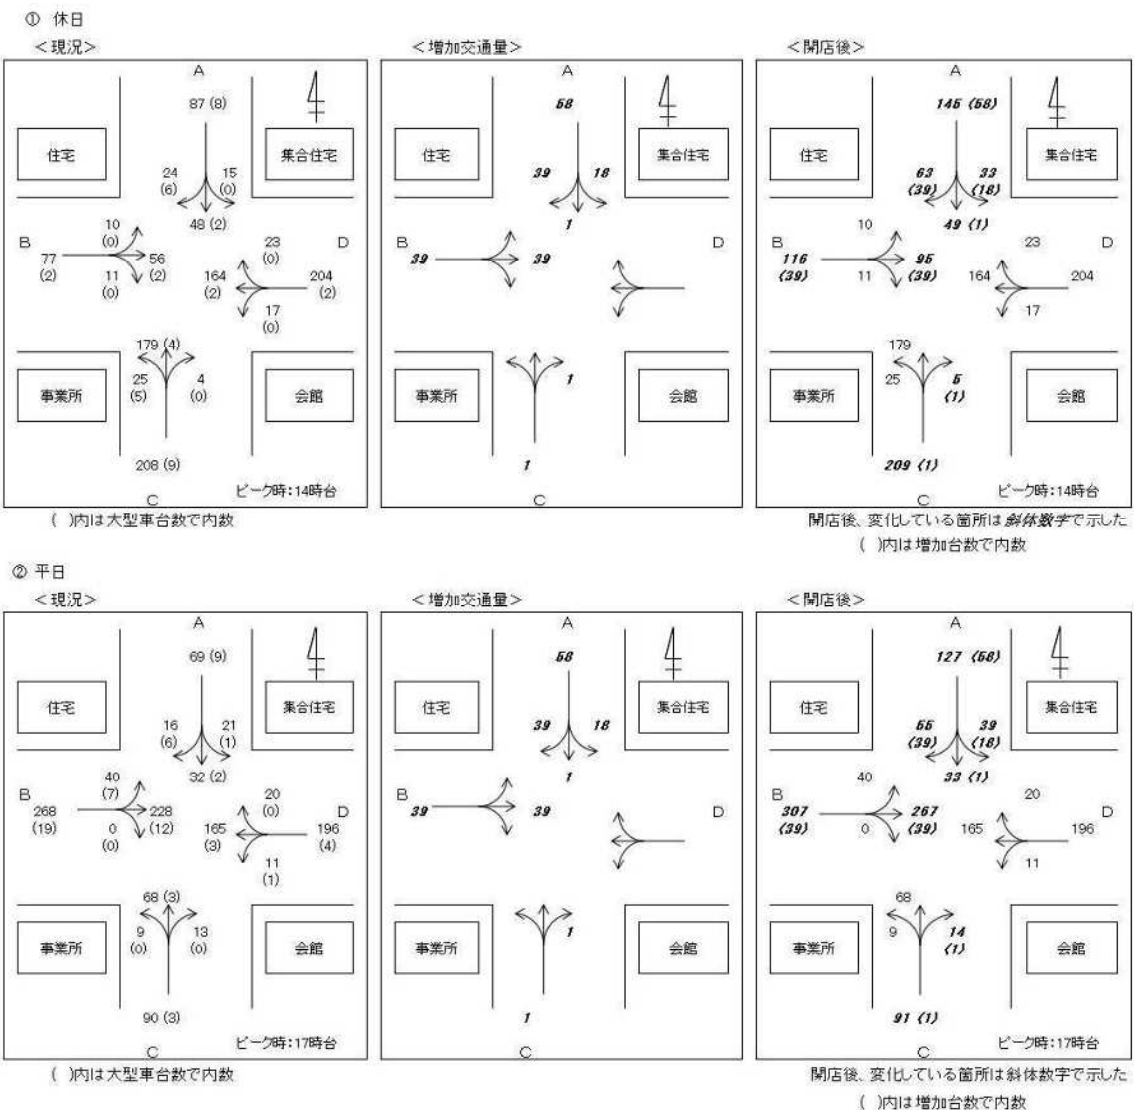 ① 休日
＜現況＞
A
87 (8)
住宅
集合住宅
24
(6)
15
(0)
48 (2)
10
(0)
B
77
(2)
56
(2)
11
(0)
23
(0)
D
164
(2)
204
(2)
17
(0)
179 (4)
25
(5)
4
(0)
事業所
会館
208 (9)
C
ピーク時：14時台
( )内は大型車台数で内数
＜増加交通量＞
A
58
住宅
集合住宅
39
18
1
B
39
39
D
事業所
会館
1
1
C
＜開店後＞
A
145 (58)
住宅
集合住宅
63
(39)
33
(18)
49 (1)
10
B
116
(39)
95
(39)
11
23
D
164
204
17
179
25
5
(1)
事業所
会館
209 (1)
C
ピーク時：14時台
開店後、変化している箇所は斜体数字で示した
( )内は増加台数で内数
② 平日
＜現況＞
A
69 (9)
住宅
集合住宅
16
(6)
21
(1)
32 (2)
40
(7)
B
268
(19)
228
(12)
0
(0)
20
(0)
D
165
(3)
196
(4)
11
(1)
68 (3)
9
(0)
13
(0)
事業所
会館
90 (3)
C
ピーク時：17時台
( )内は大型車台数で内数
＜増加交通量＞
A
58
住宅
集合住宅
39
18
1
B
39
39
D
事業所
会館
1
1
C
＜開店後＞
A
127 (58)
住宅
集合住宅
55
(39)
39
(18)
33 (1)
40
B
307
(39)
267
(39)
0
20
D
165
196
11
68
9
14
(1)
事業所
会館
91 (1)
C
ピーク時：17時台
開店後、変化している箇所は斜体数字で示した
( )内は増加台数で内数